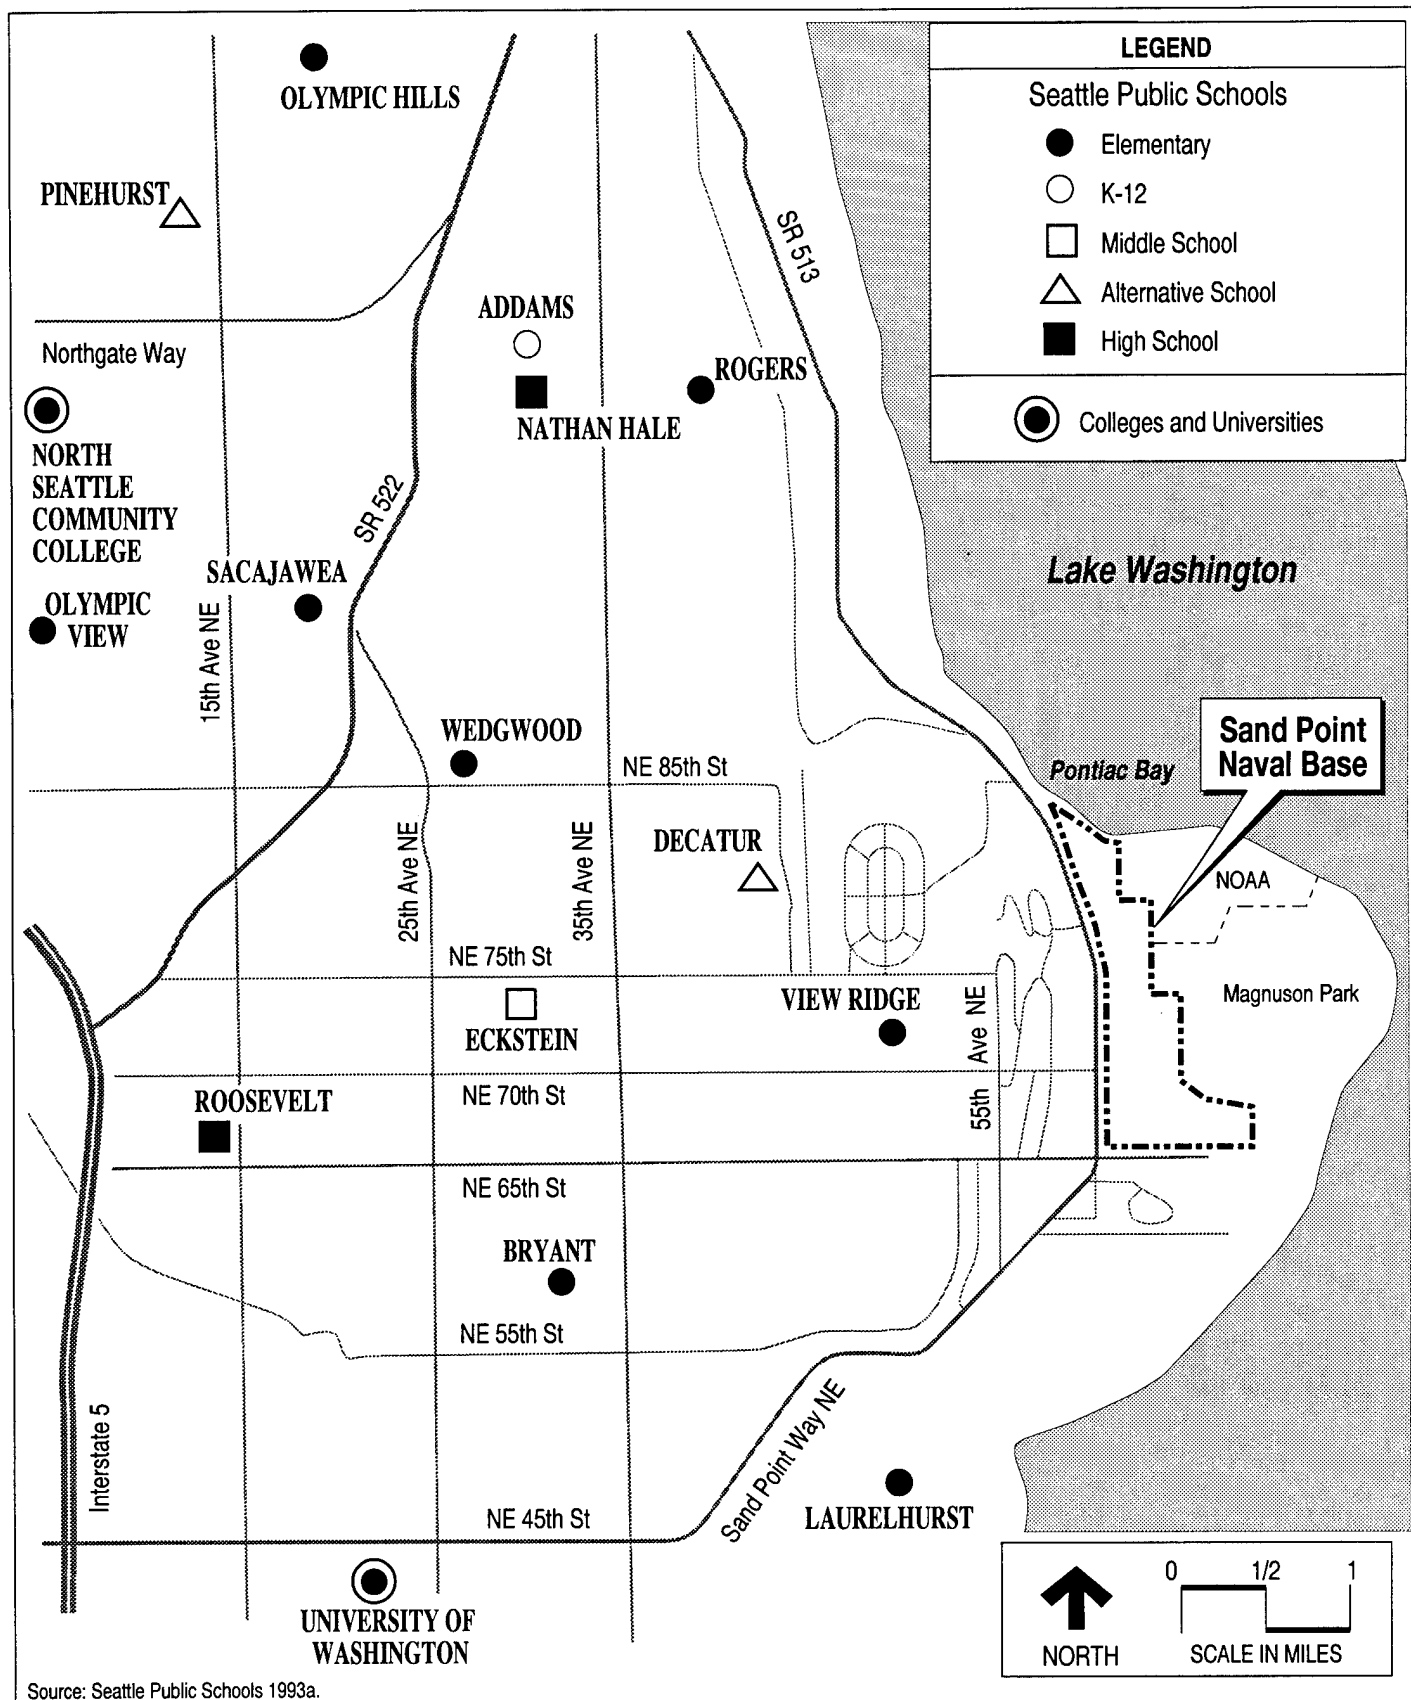 LEGEND
Seattle Public Schools
Elementary
K-12
Middle School
Alternative School
High School
Colleges and Universities
OLYMPIC HILLS
PINEHURST
SR 513
ADDAMS
Northgate Way
ROGERS
NATHAN HALE
NORTH
SEATTLE
COMMUNITY
COLLEGE
SR 522
SACAJAWEA
Lake Washington
OLYMPIC
VIEW
15th Ave NE
WEDGWOOD
NE 85th St
Pontiac Bay
Sand Point
Naval Base
DECATUR
25th Ave NE
35th Ave NE
NOAA
NE 75th St
VIEW RIDGE
Magnuson Park
ECKSTEIN
55th Ave NE
ROOSEVELT
NE 70th St
NE 65th St
BRYANT
NE 55th St
Interstate 5
Sand Point Way NE
LAURELHURST
NE 45th St
UNIVERSITY OF
WASHINGTON
0 1/2 1
NORTH
SCALE IN MILES
Source: Seattle Public Schools 1993a.